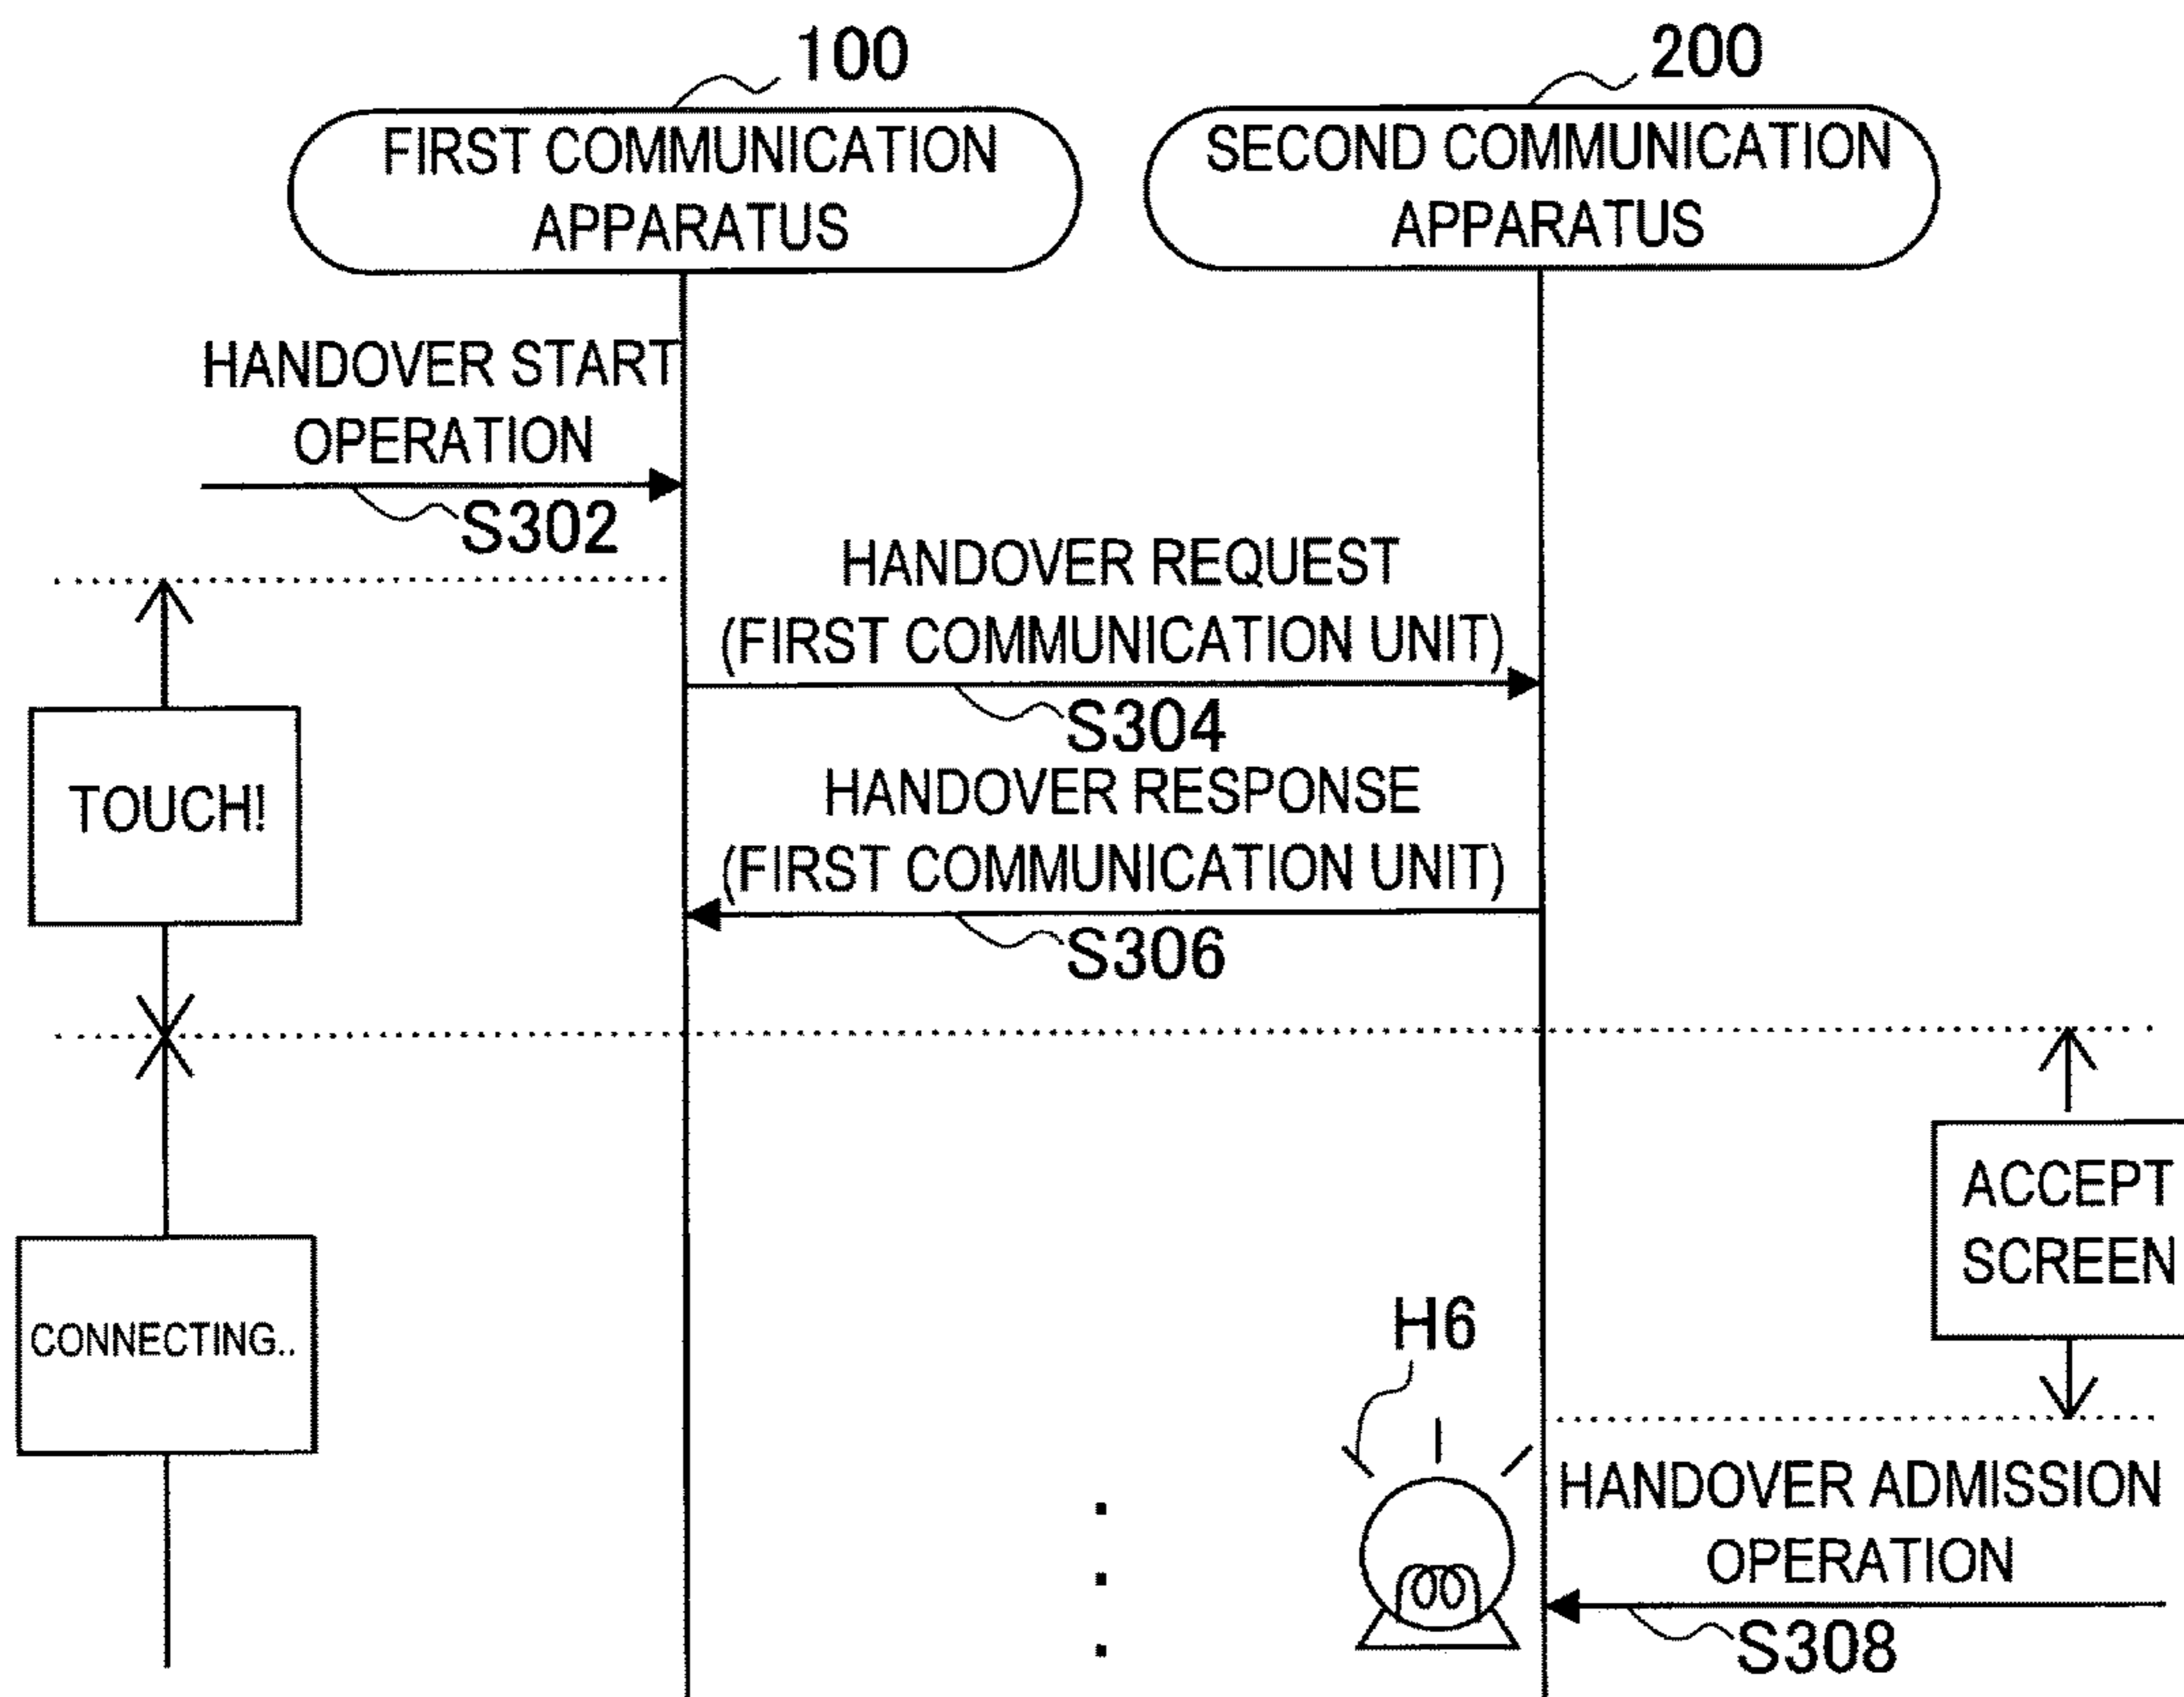 100
200
FIRST COMMUNICATION
APPARATUS
SECOND COMMUNICATION
APPARATUS
HANDOVER START
OPERATION
S302
HANDOVER REQUEST
(FIRST COMMUNICATION UNIT)
S304
TOUCH!
HANDOVER RESPONSE
(FIRST COMMUNICATION UNIT)
S306
ACCEPT
SCREEN
CONNECTING..
H6
HANDOVER ADMISSION
OPERATION
S308